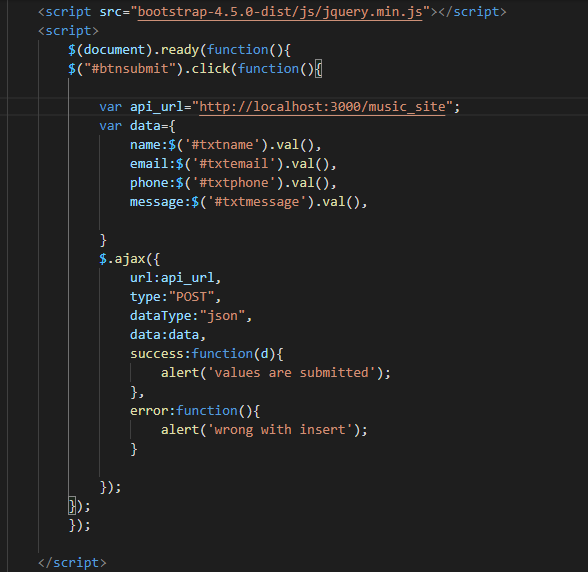 <script src="bootstrap-4.5.0-dist/js/jquery.min.js"></script>
<script>
$(document).ready(function(){
$("#btnsubmit").click(function(){
var api_url="http://localhost:3000/music_site";
var data={
name:$('#txtname').val(),
email:$('#txtemail').val(),
phone:$('#txtphone').val(),
message:$('#txtmessage').val(),
}
$.ajax({
url:api_url,
type:"POST",
dataType:"json",
data:data,
success:function(d){
alert('values are submitted');
},
error:function(){
alert('wrong with insert');
}
});
});
});
</script>